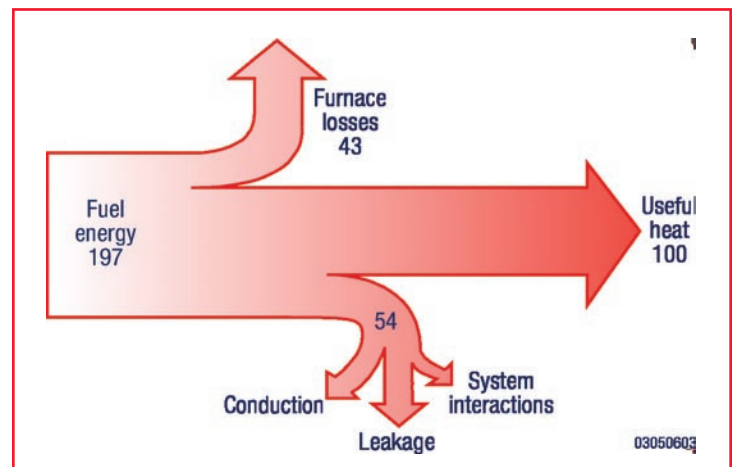 Furnace
losses
43
Fuel
energy
197
Useful
heat
100
54
Conduction
System
interactions
Leakage
03050603